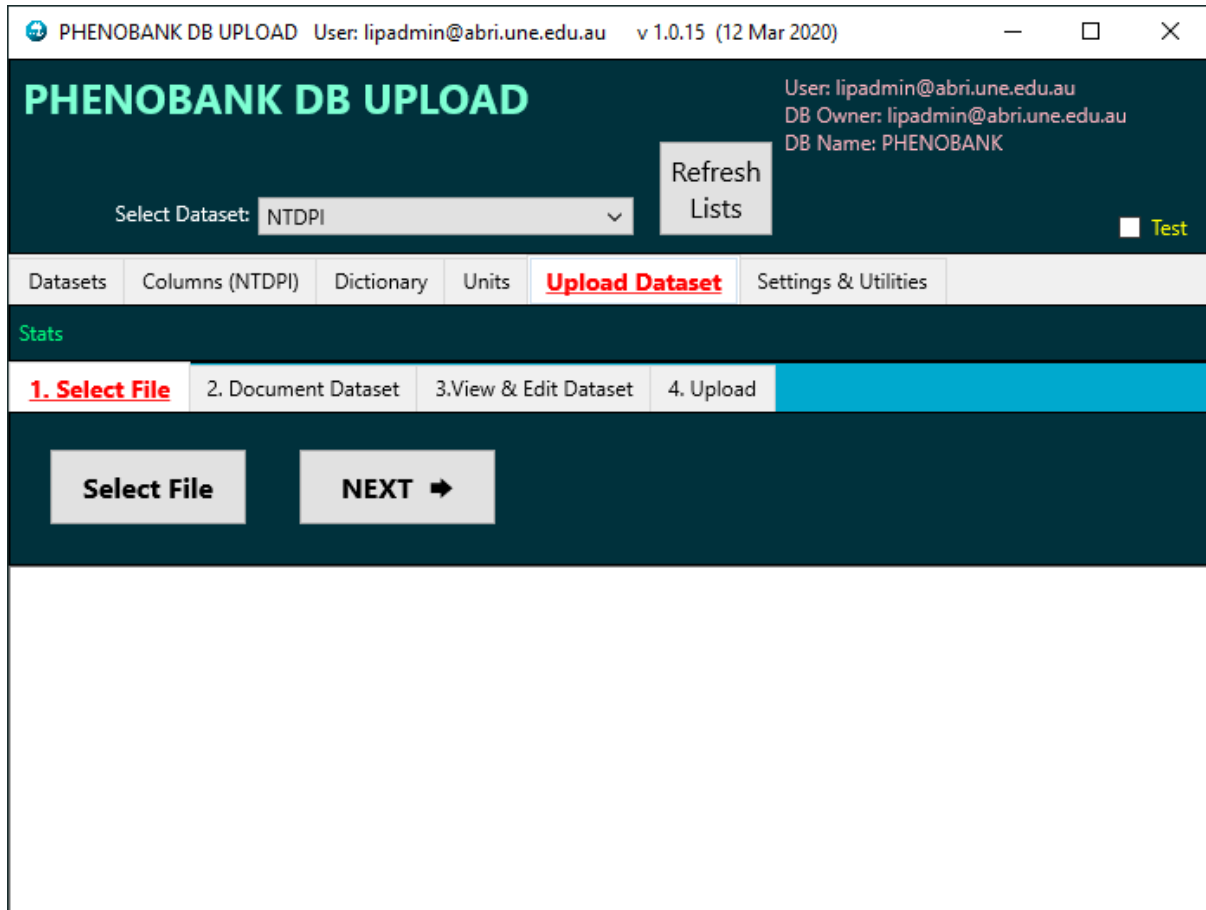 PHENOBANK DB UPLOAD User: lipadmin@abri.une.edu.au v 1.0.15 (12 Mar 2020)
PHENOBANK DB UPLOAD
User: lipadmin@abri.une.edu.au
DB Owner: lipadmin@abri.une.edu.au
DB Name: PHENOBANK
Refresh
Lists
Select Dataset: NTDPI
Test
Datasets Columns (NTDPI) Dictionary Units Upload Dataset Settings & Utilities
Stats
1. Select File 2. Document Dataset 3.View & Edit Dataset 4. Upload
Select File NEXT ➡